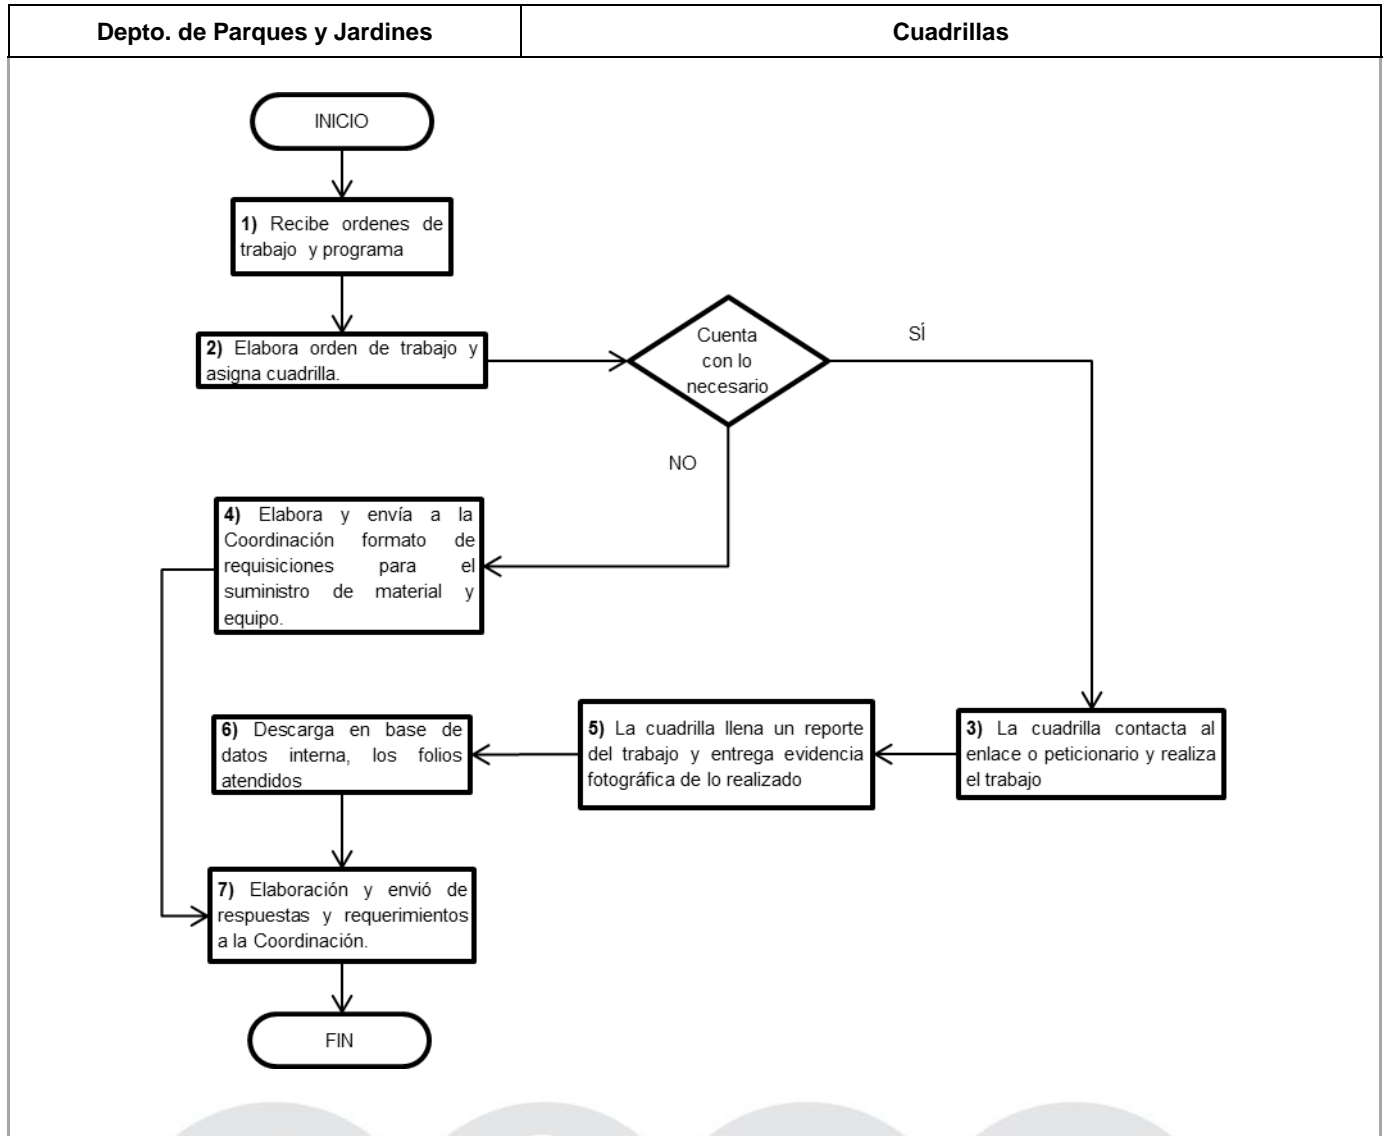 Depto. de Parques y Jardines
Cuadrillas
INICIO
1) Recibe ordenes de
trabajo y programa
2) Elabora orden de trabajo y
asigna cuadrilla.
Cuenta
con lo
necesario
SÍ
NO
4) Elabora y envía a la
Coordinación formato de
requisiciones para el
suministro de material y
equipo.
6) Descarga en base de
datos interna, los folios
atendidos
5) La cuadrilla llena un reporte
del trabajo y entrega evidencia
fotográfica de lo realizado
3) La cuadrilla contacta al
enlace o peticionario y realiza
el trabajo
7) Elaboración y envió de
respuestas y requerimientos
a la Coordinación.
FIN